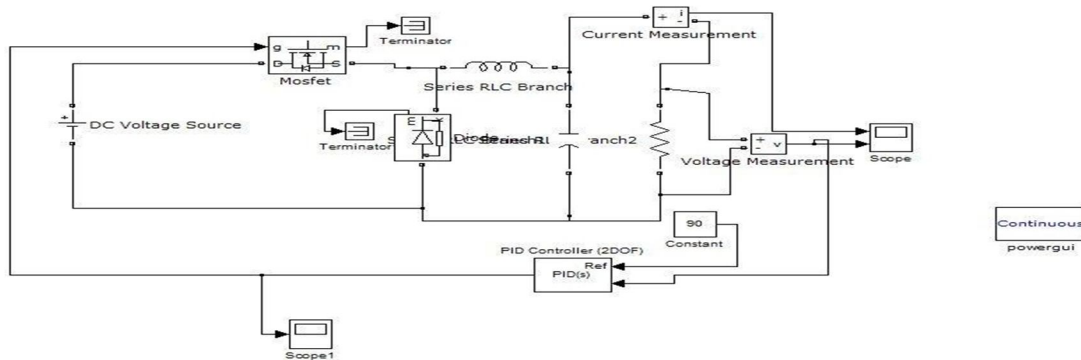 g
m
D
S
Mosfet
Terminator
+
i
-
Current Measurement
Series RLC Branch
+
DC Voltage Source
m
Diode
Terminator
Branch2
+
-
v
Voltage Measurement
Scope
90
Constant
Continuous
powergui
PID Controller (2DOF)
Ref
PID(s)
Scope1